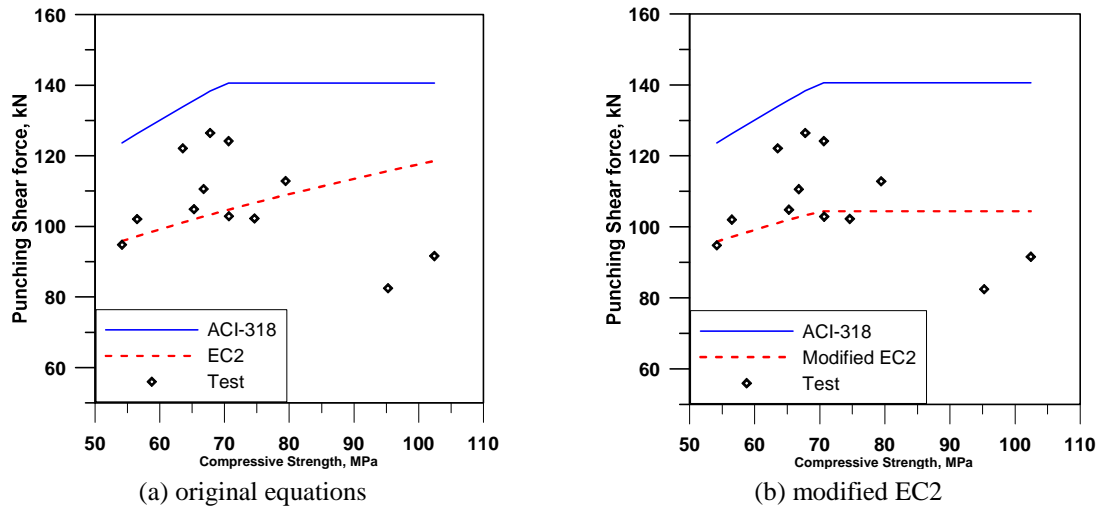 160
140
120
100
80
60
Punching Shear force, kN
ACI-318
EC2
Test
50 60 70 80 90 100 110
Compressive Strength, MPa
(a) original equations
160
140
120
100
80
60
Punching Shear force, kN
ACI-318
Modified EC2
Test
50 60 70 80 90 100 110
Compressive Strength, MPa
(b) modified EC2